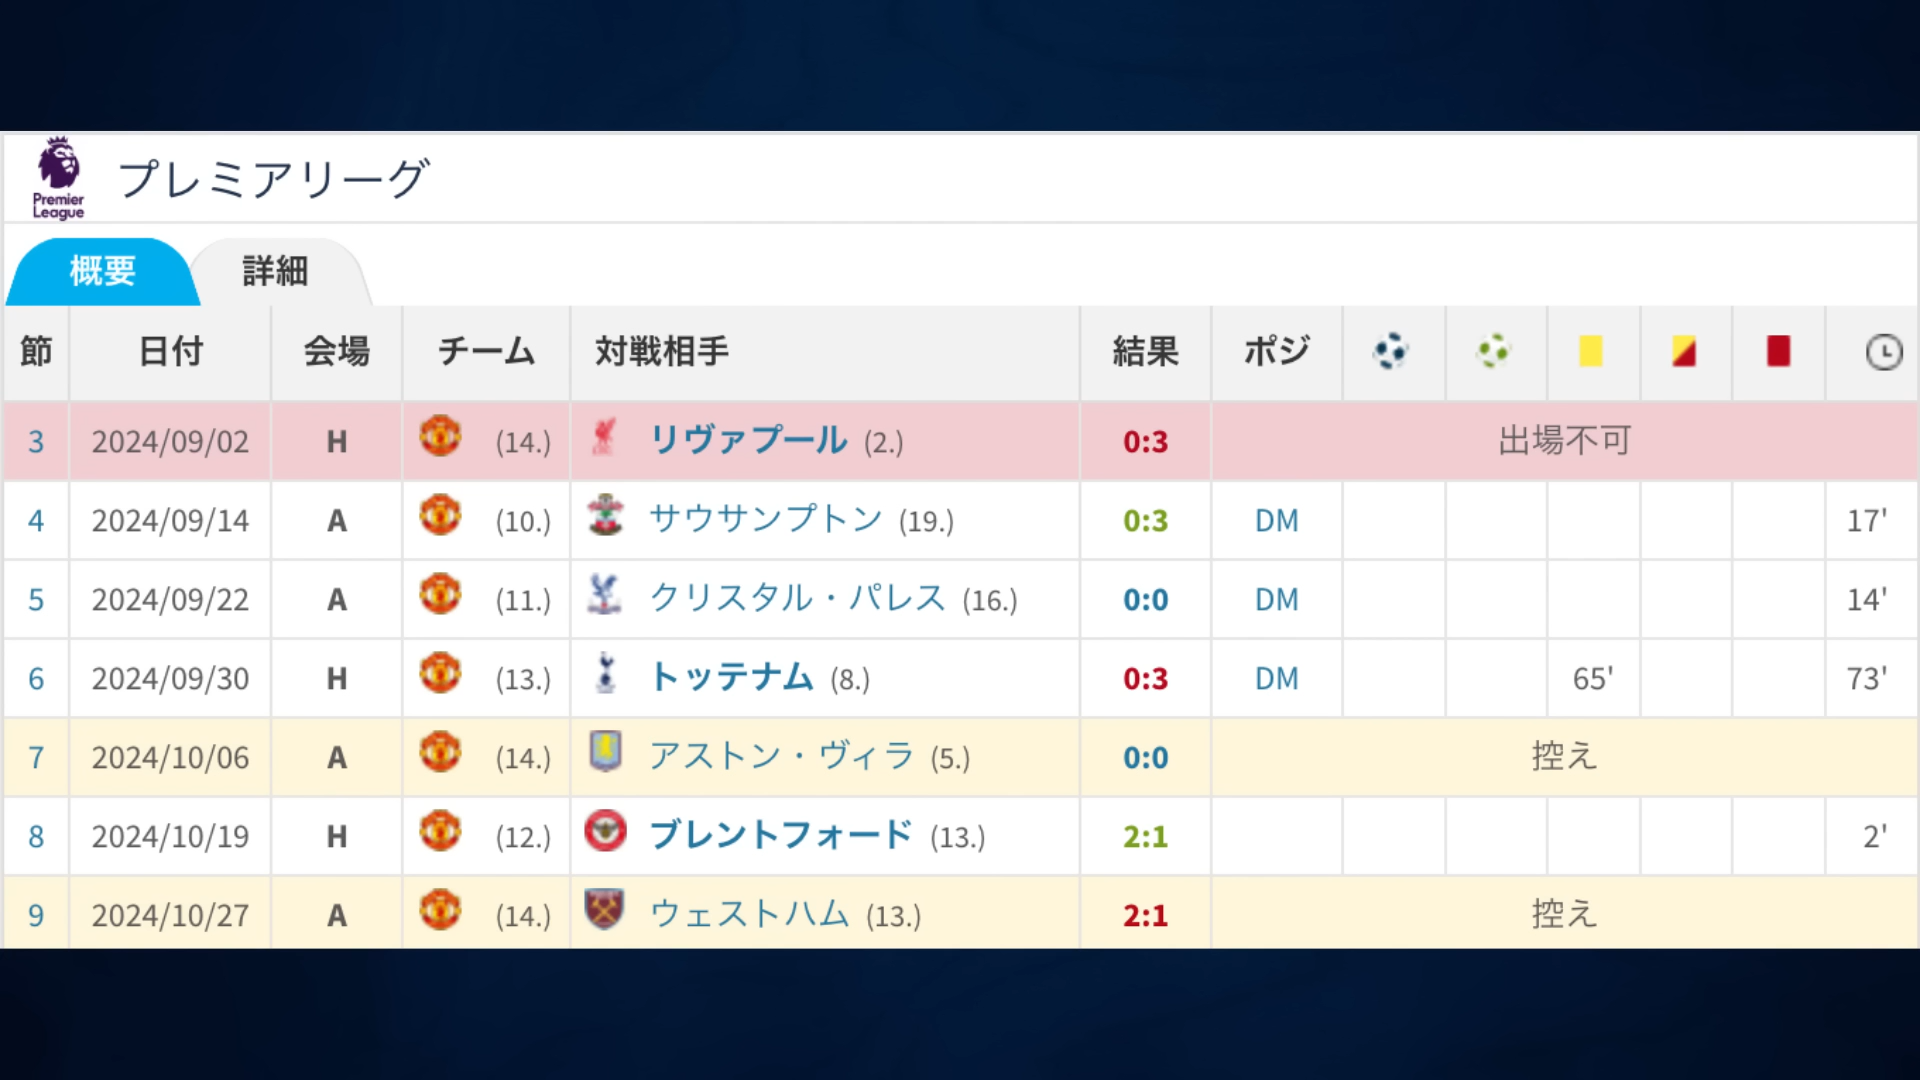 Premier
League
プレミアリーグ
概要 詳細
節 日付 会場 チーム 対戦相手 結果 ポジ
3 2024/09/02 H (14.) リヴァプール (2.) 0:3 出場不可
4 2024/09/14 A (10.) サウサンプトン (19.) 0:3 DM 17'
5 2024/09/22 A (11.) クリスタル・パレス (16.) 0:0 DM 14'
6 2024/09/30 H (13.) トッテナム (8.) 0:3 DM 65' 73'
7 2024/10/06 A (14.) アストン・ヴィラ (5.) 0:0 控え
8 2024/10/19 H (12.) ブレントフォード (13.) 2:1 2'
9 2024/10/27 A (14.) ウェストハム (13.) 2:1 控え